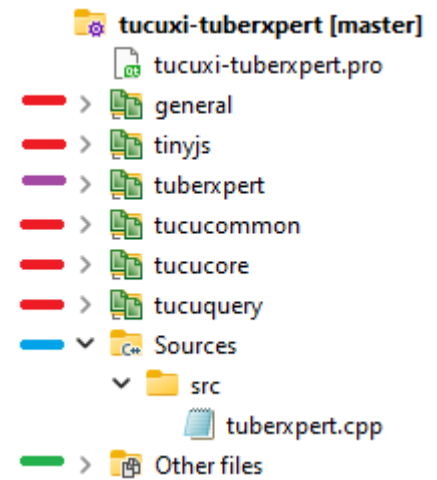 tucuxi-tuberxpert [master]
tucuxi-tuberxpert.pro
general
tinyjs
tuberxpert
tucucommon
tucucore
tucuquery
Sources
src
tuberxpert.cpp
Other files